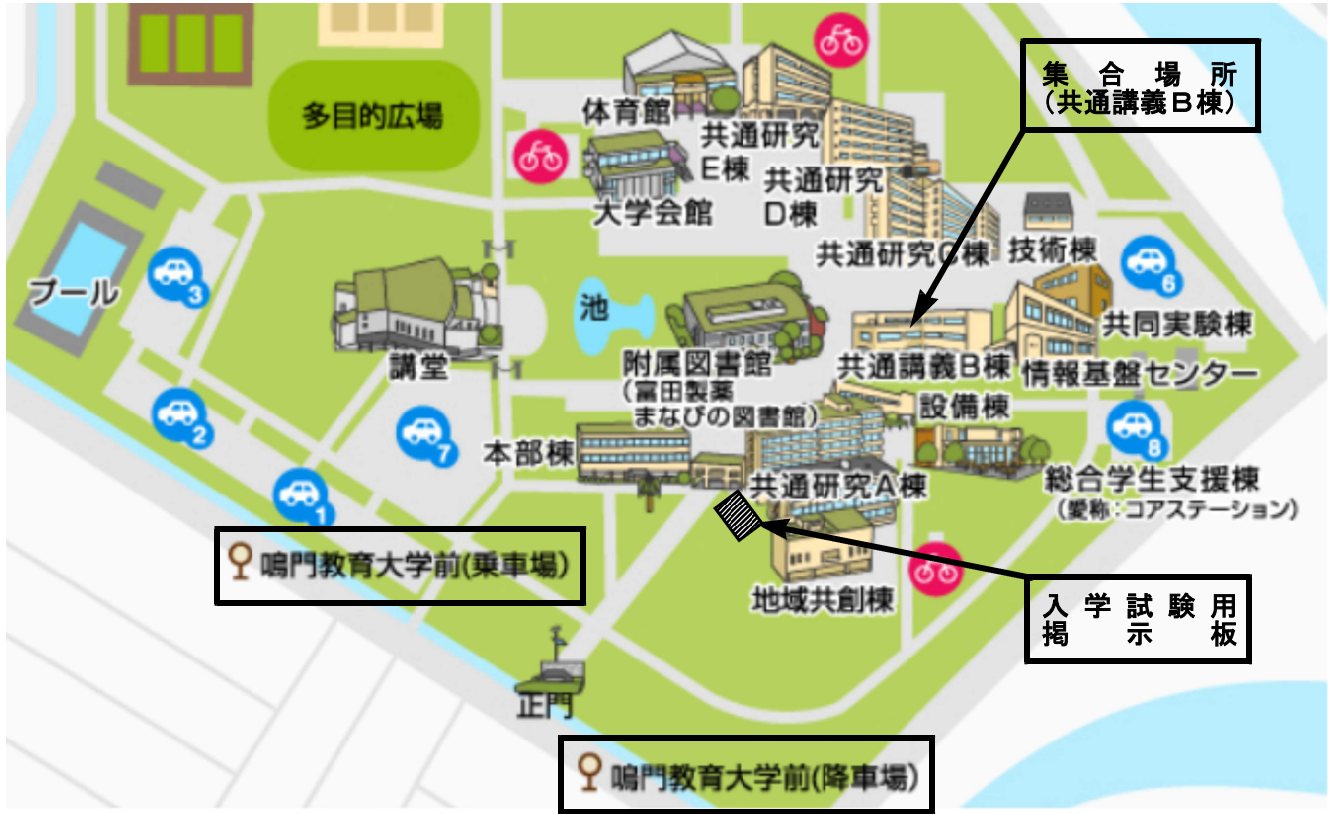 集合場所
(共通講義B棟)
多目的広場
体育館
共通研究
E棟
共通研究
D棟
大学会館
共通研究C棟
技術棟
プール
3
6
池
共同実験棟
講堂
附属図書館
(富田製薬
まなびの図書館)
共通講義B棟
情報基盤センター
設備棟
2
7
8
本部棟
共通研究A棟
総合学生支援棟
(愛称:コアステーション)
1
鳴門教育大学前(乗車場)
地域共創棟
入学試験用
掲示板
正門
鳴門教育大学前(降車場)